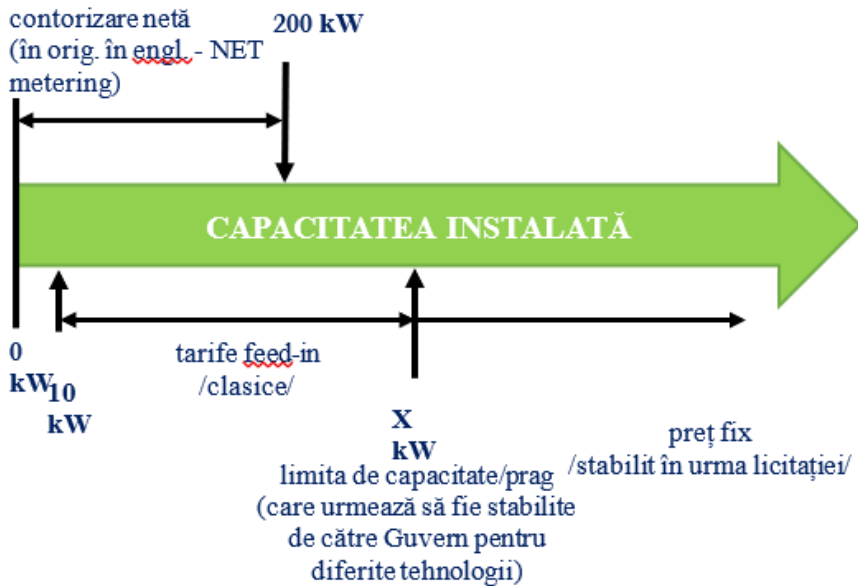 contorizare netă
(în orig. în engl. - NET
metering)
200 kW
CAPACITATEA INSTALATĂ
0
kW
10
kW
tarife feed-in
/clasice/
X
kW
limita de capacitate/prag
(care urmează să fie stabilite
de către Guvern pentru
diferite tehnologii)
preț fix
/stabilit în urma licitației/